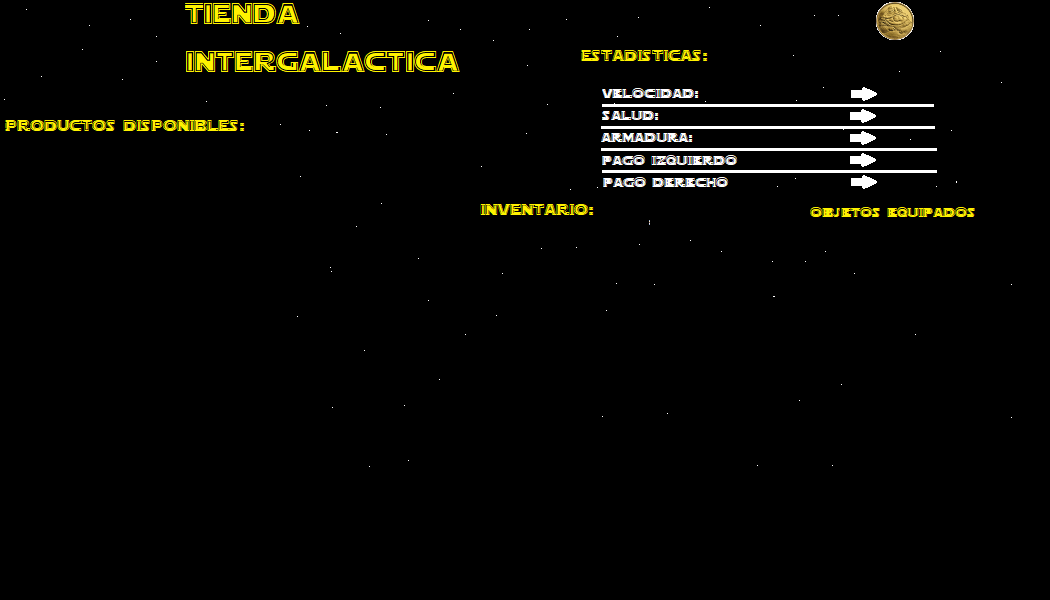 TIENDA
INTERGALACTICA
ESTADISTICAS:
VELOCIDAD:
SALUD:
ARMADURA:
PAGO IZQUIERDO
PAGO DERECHO
PRODUCTOS DISPONIBLES:
INVENTARIO:
OBJETOS EQUIPADOS